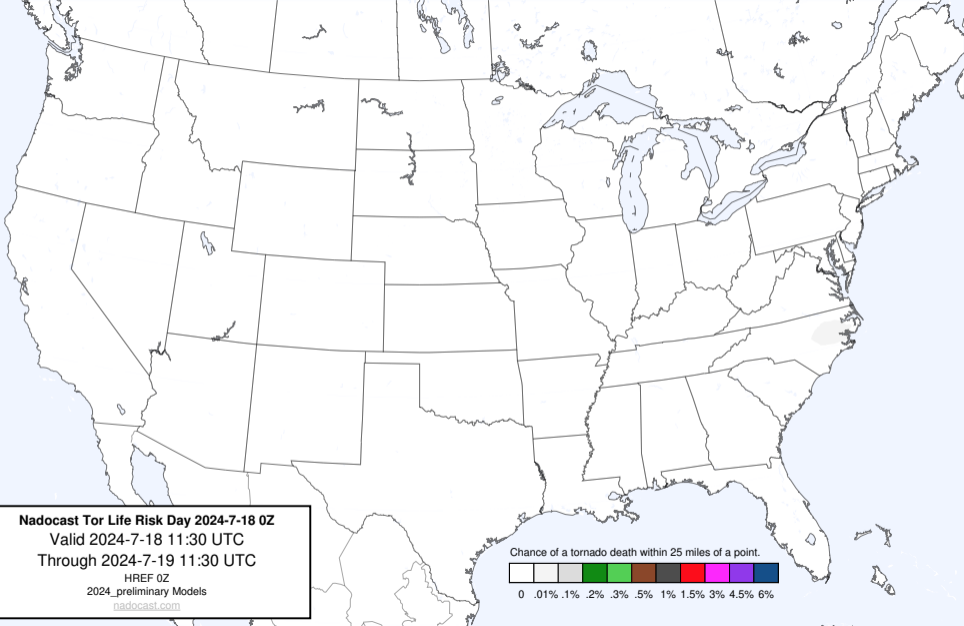 Nadocast Tor Life Risk Day 2024-7-18 0Z
Valid 2024-7-18 11:30 UTC
Through 2024-7-19 11:30 UTC
HREF 0Z
2024_preliminary Models
nadocast.com
Chance of a tornado death within 25 miles of a point.
0 .01% .1% .2% .3% .5% 1% 1.5% 3% 4.5% 6%